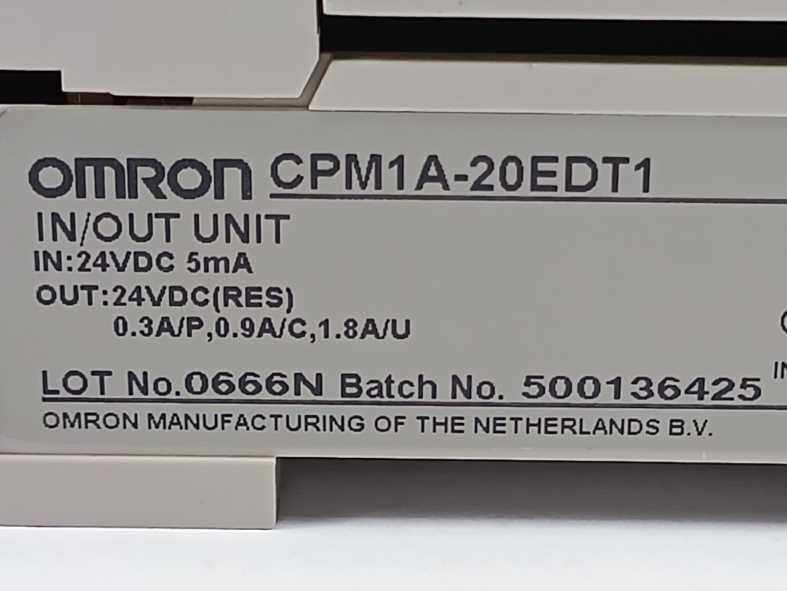 OMRON CPM1A-20EDT1
IN/OUT UNIT
IN:24VDC 5mA
OUT:24VDC(RES)
0.3A/P,0.9A/C,1.8A/U
LOT No.0666N Batch No. 500136425
OMRON MANUFACTURING OF THE NETHERLANDS B.V.